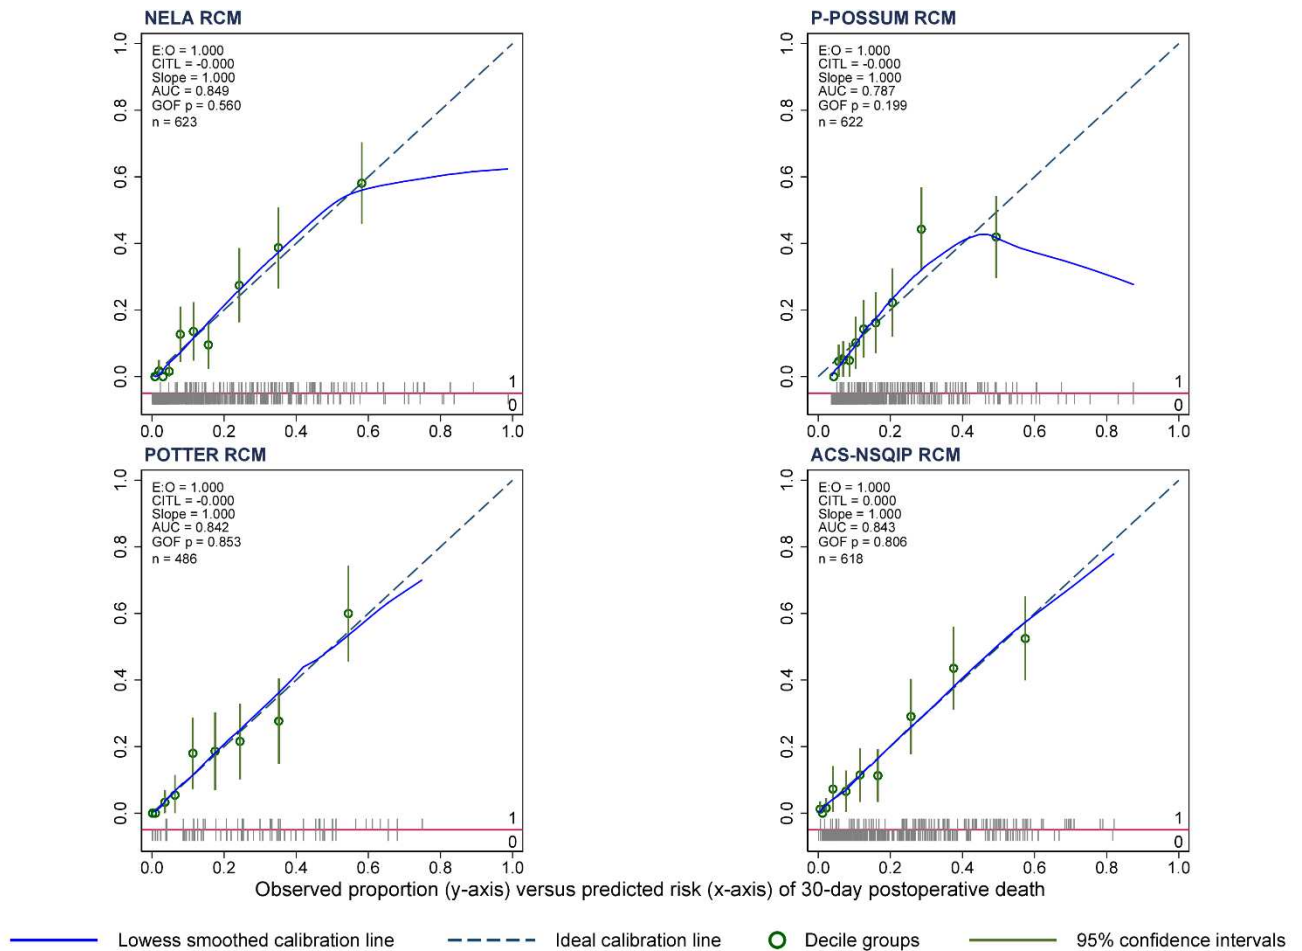 NELA RCM
E:O = 1.000
CITL = -0.000
Slope = 1.000
AUC = 0.849
GOF p = 0.560
n = 623
1.0
0.8
0.6
0.4
0.2
0.0
1
0
0.0 0.2 0.4 0.6 0.8 1.0
P-POSSUM RCM
E:O = 1.000
CITL = -0.000
Slope = 1.000
AUC = 0.787
GOF p = 0.199
n = 622
1.0
0.8
0.6
0.4
0.2
0.0
1
0
0.0 0.2 0.4 0.6 0.8 1.0
POTTER RCM
E:O = 1.000
CITL = -0.000
Slope = 1.000
AUC = 0.842
GOF p = 0.853
n = 486
1.0
0.8
0.6
0.4
0.2
0.0
1
0
0.0 0.2 0.4 0.6 0.8 1.0
ACS-NSQIP RCM
E:O = 1.000
CITL = 0.000
Slope = 1.000
AUC = 0.843
GOF p = 0.806
n = 618
1.0
0.8
0.6
0.4
0.2
0.0
1
0
0.0 0.2 0.4 0.6 0.8 1.0
Observed proportion (y-axis) versus predicted risk (x-axis) of 30-day postoperative death
Lowess smoothed calibration line Ideal calibration line Decile groups 95% confidence intervals